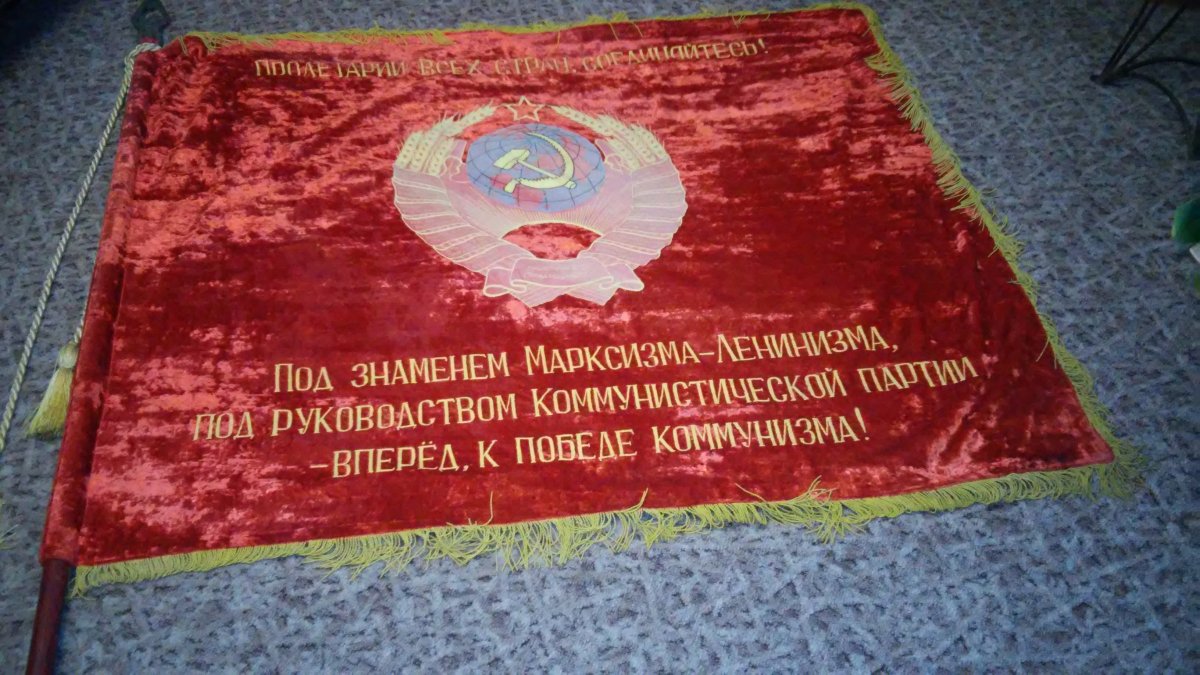 Пролетарии всех стран, соединяйтесь!
Под знаменем Марксизма-Ленинизма,
под руководством Коммунистической партии
-вперёд, к победе коммунизма!